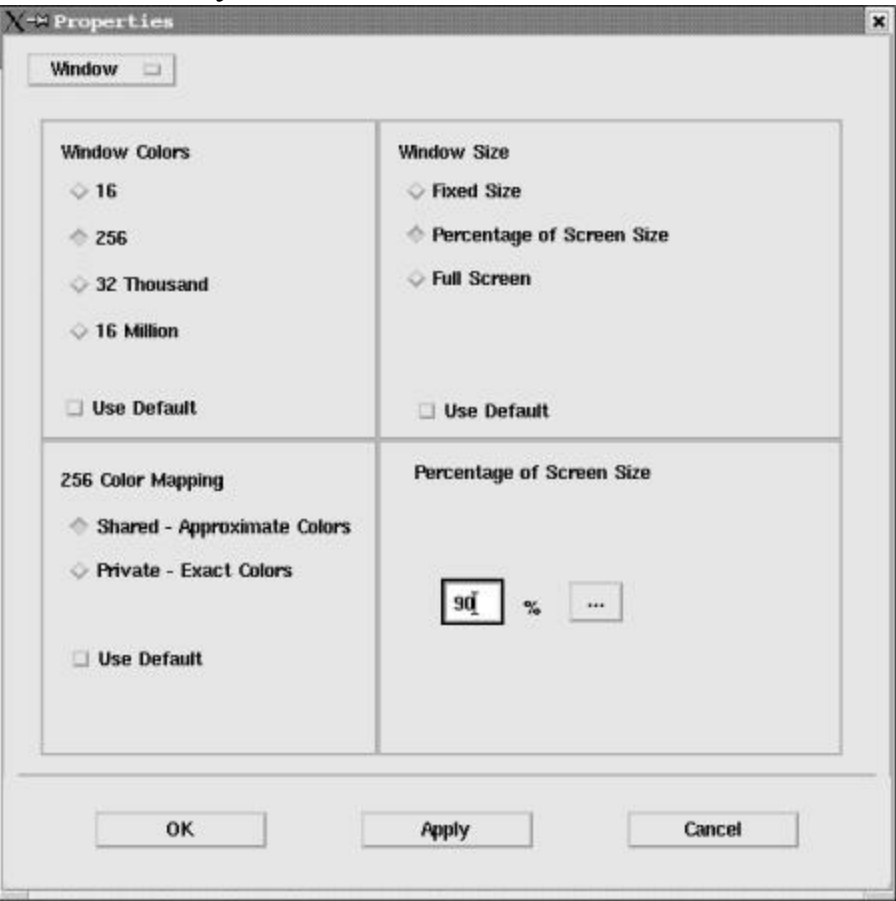 Properties
Window
Window Colors
16
256
32 Thousand
16 Million
Use Default
Window Size
Fixed Size
Percentage of Screen Size
Full Screen
Use Default
256 Color Mapping
Shared - Approximate Colors
Private - Exact Colors
Use Default
Percentage of Screen Size
90 % ...
OK Apply Cancel